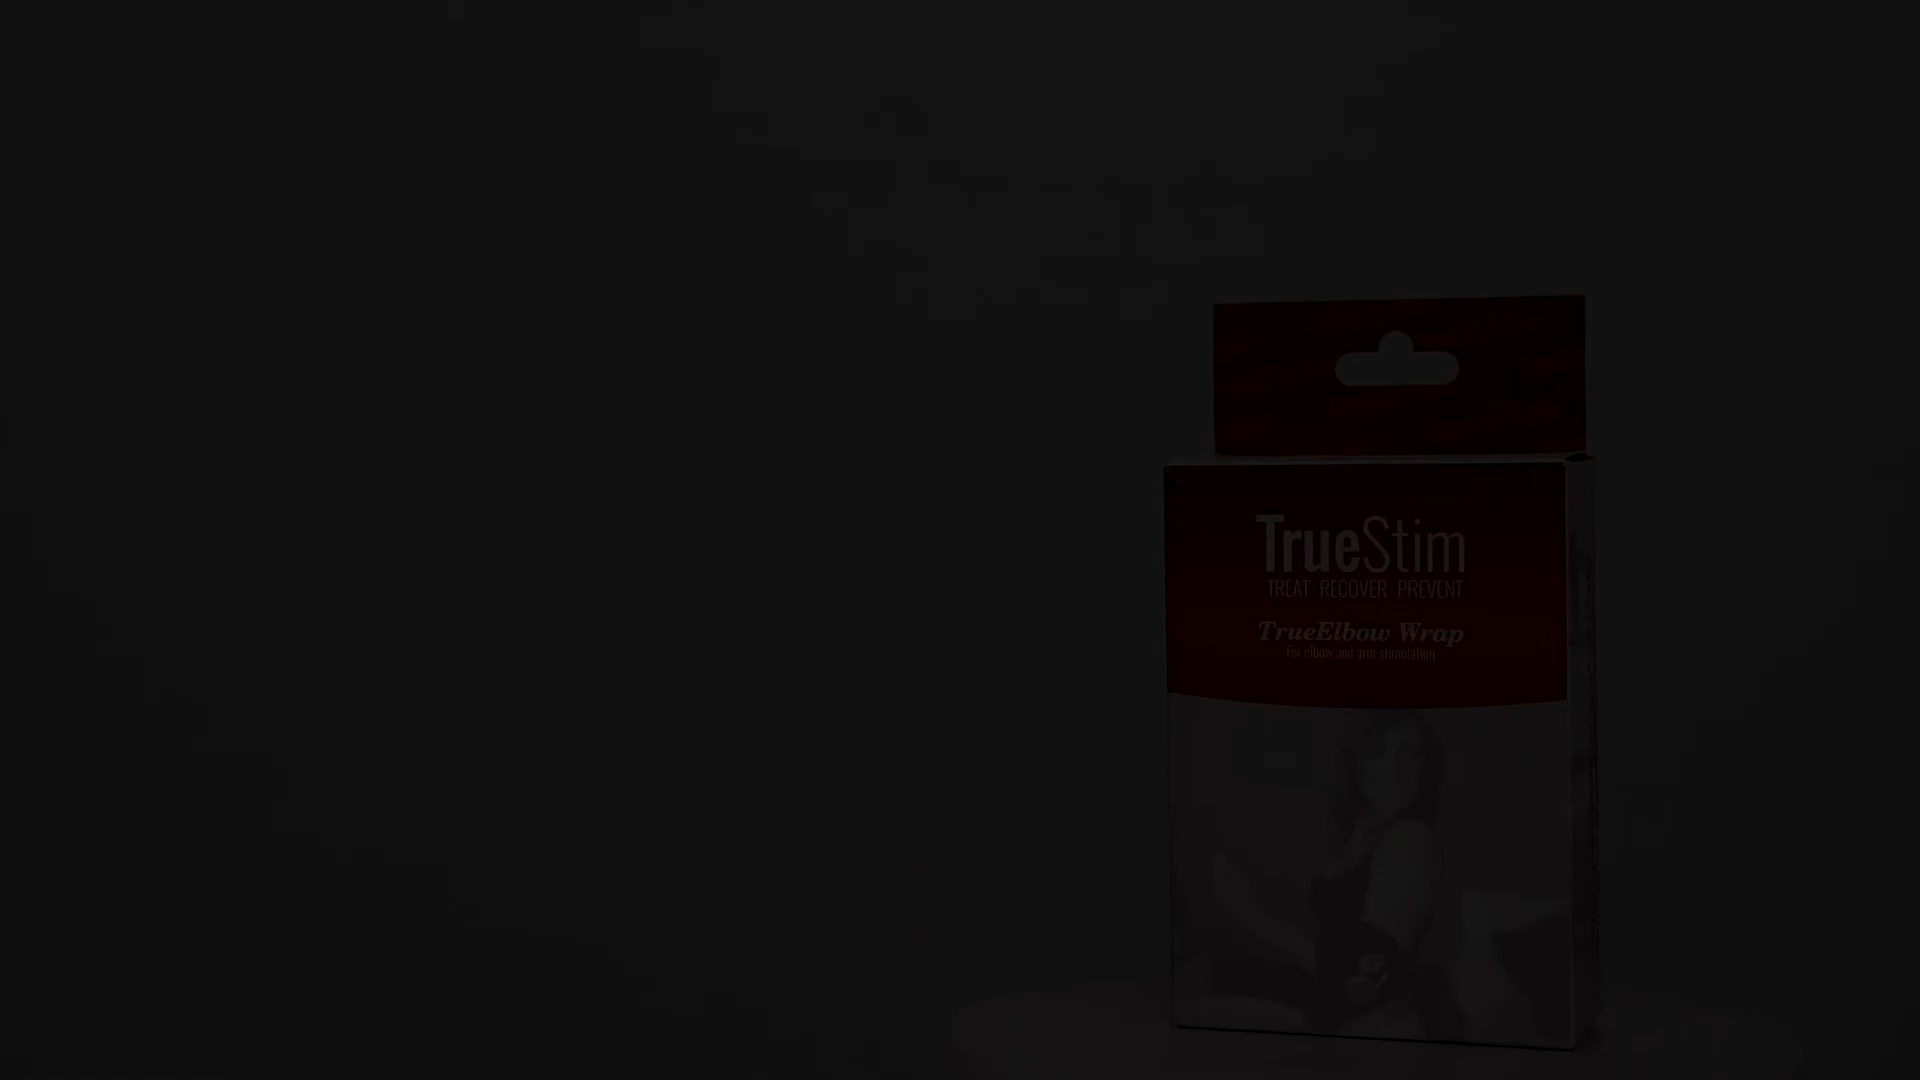 TrueStim
TREAT RECOVER PREVENT
TrueElbow Wrap
For elbow and arm stimulation